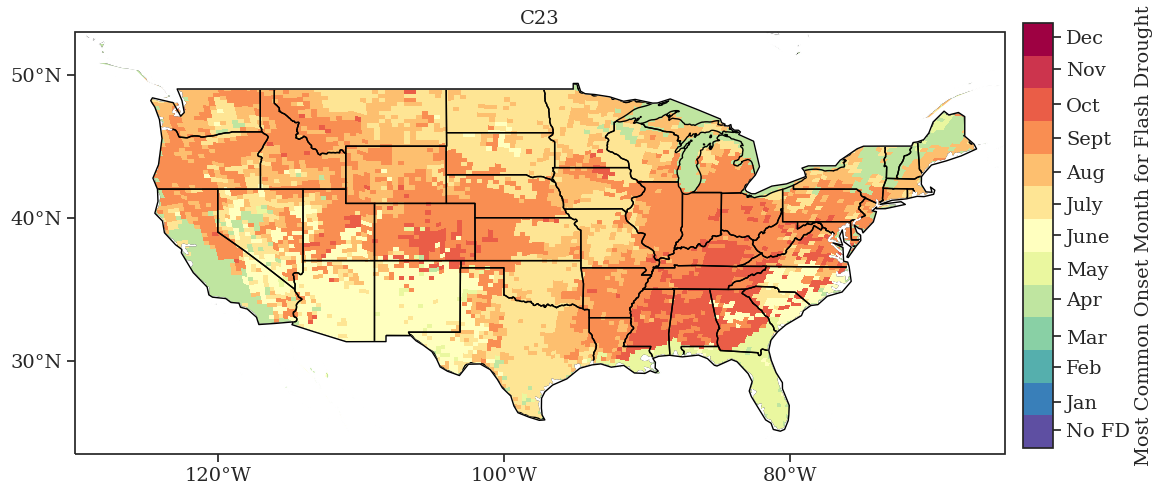 C23
50°N
40°N
30°N
120°W
100°W
80°W
Dec
Nov
Oct
Sept
Aug
July
June
May
Apr
Mar
Feb
Jan
No FD
Most Common Onset Month for Flash Drought